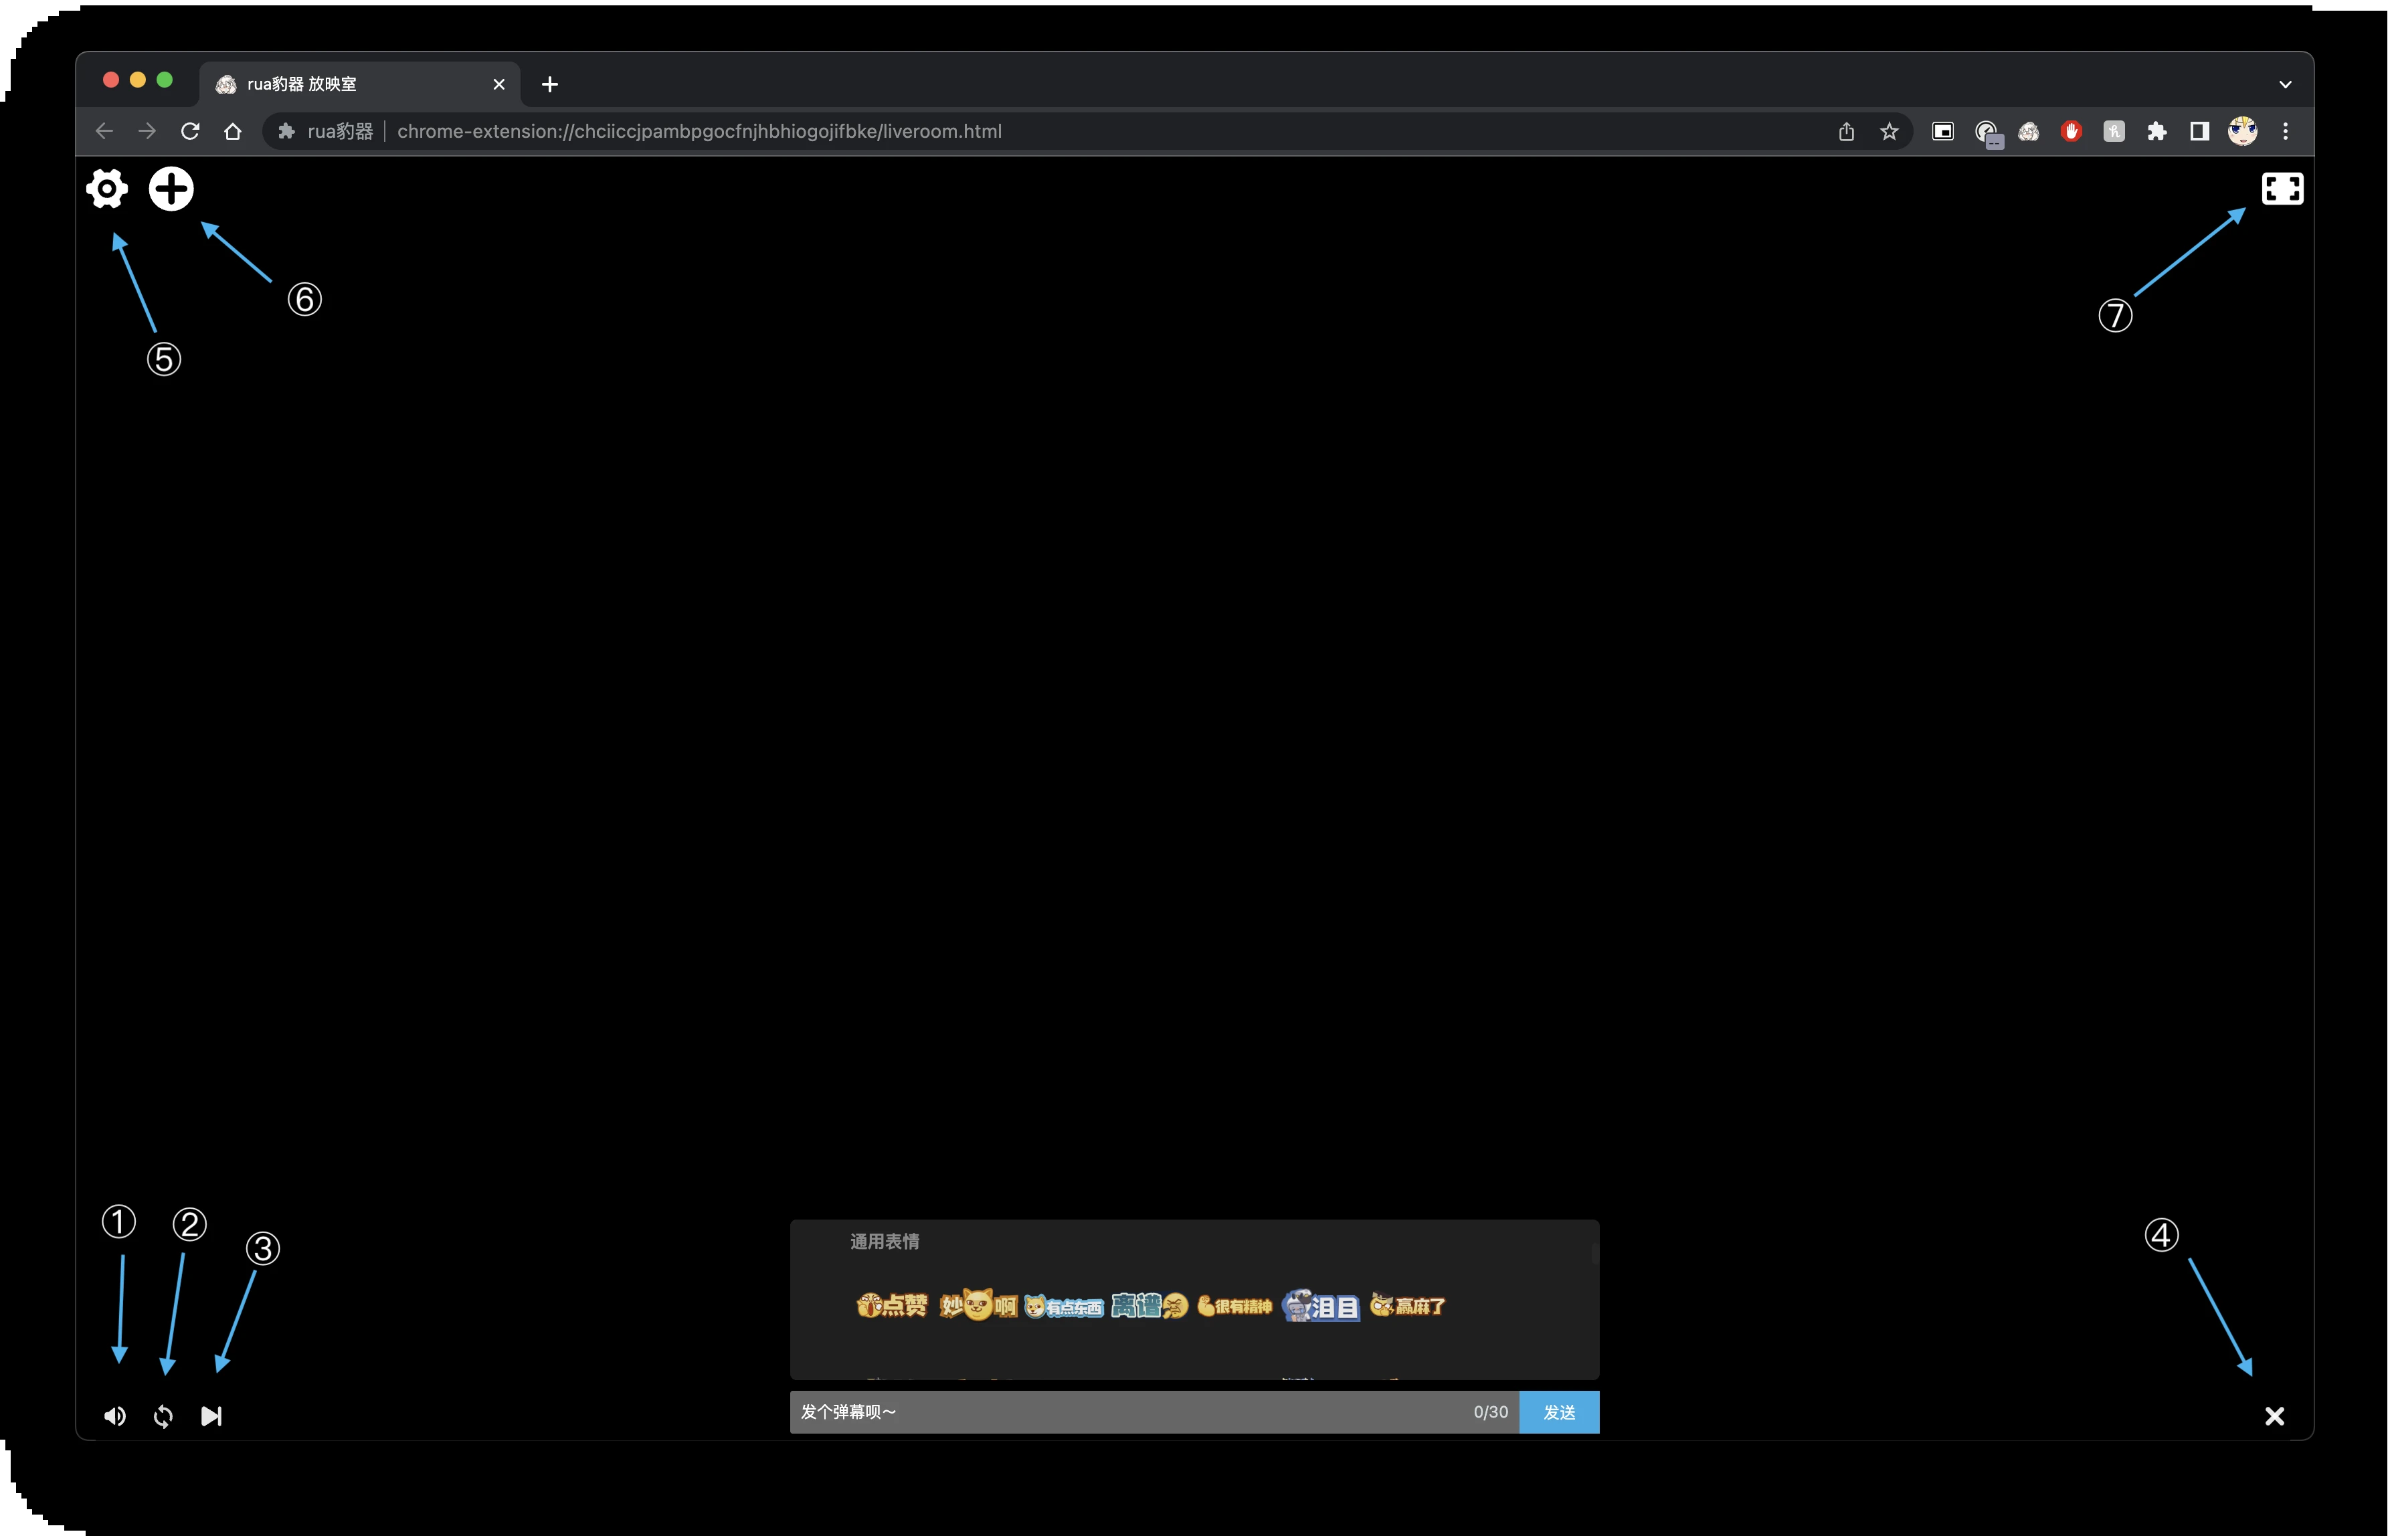 rua豹器 放映室
rua豹器 chrome-extension://chciiccjpambpgocfnjhbhiogojifbke/liveroom.html
⑥
⑦
⑤
①
②
③
④
通用表情
点赞 妙啊 有点东西 离谱 很有精神 泪目 赢麻了
发个弹幕呗～ 0/30 发送